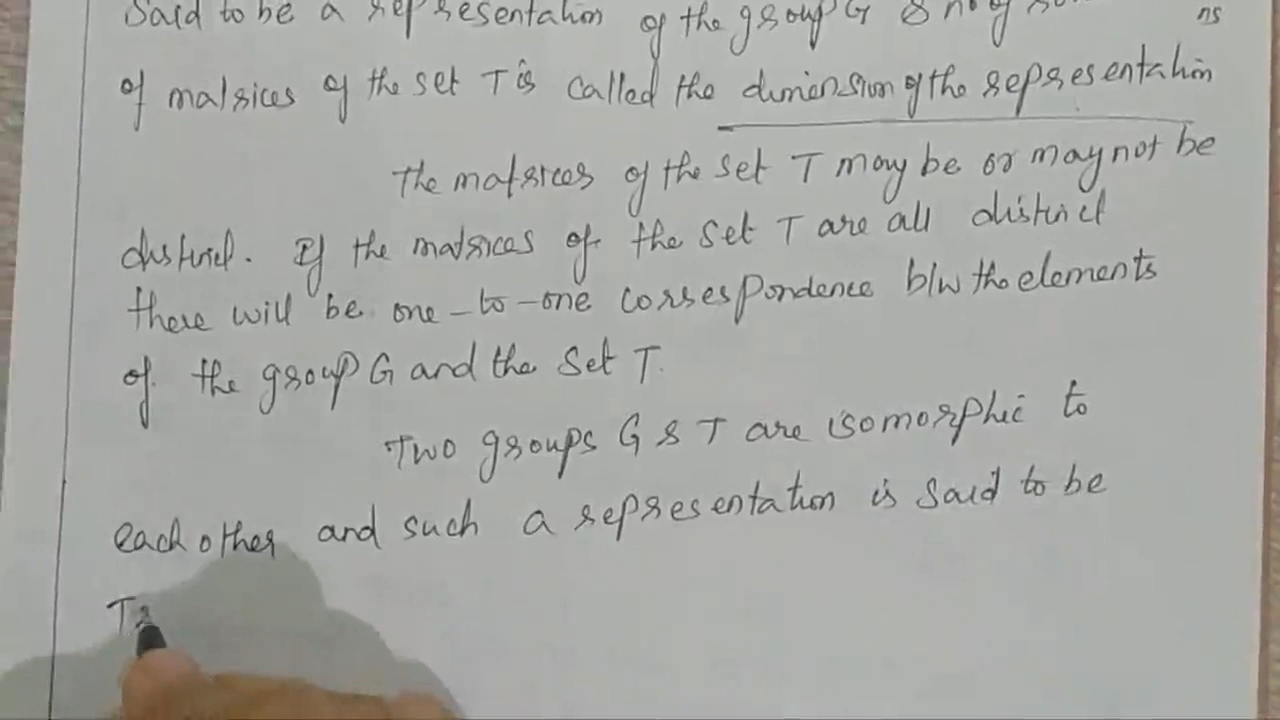 Said to be a representation of the group G & no of
ns
of matrices of the set T is called the dimension of the representation
The matrices of the set T may be or may not be
distinct. If the matrices of the set T are all distinct
there will be one-to-one correspondence b/w the elements
of the group G and the set T.
Two groups G & T are isomorphic to
each other and such a representation is said to be